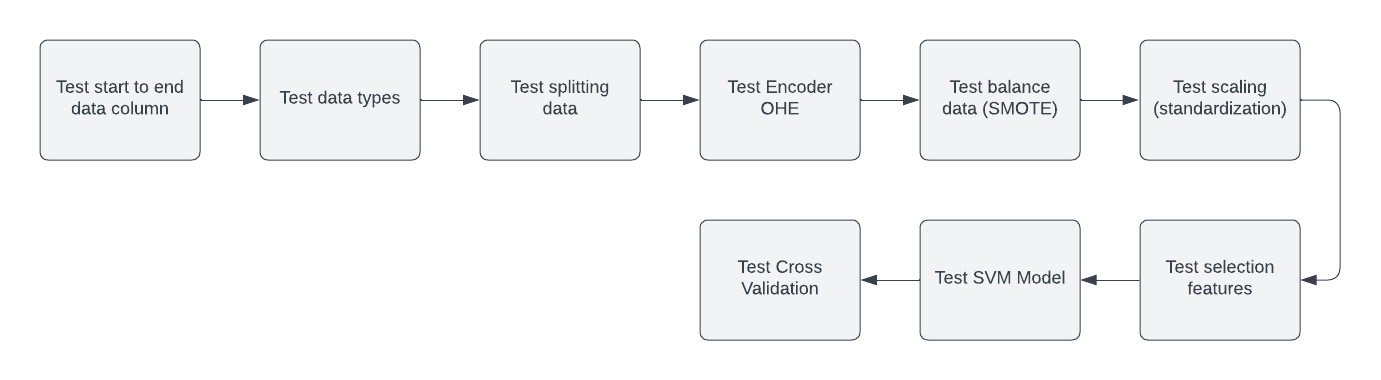 Test start to end
data column
Test data types
Test splitting
data
Test Encoder
OHE
Test balance
data (SMOTE)
Test scaling
(standardization)
Test selection
features
Test SVM Model
Test Cross
Validation